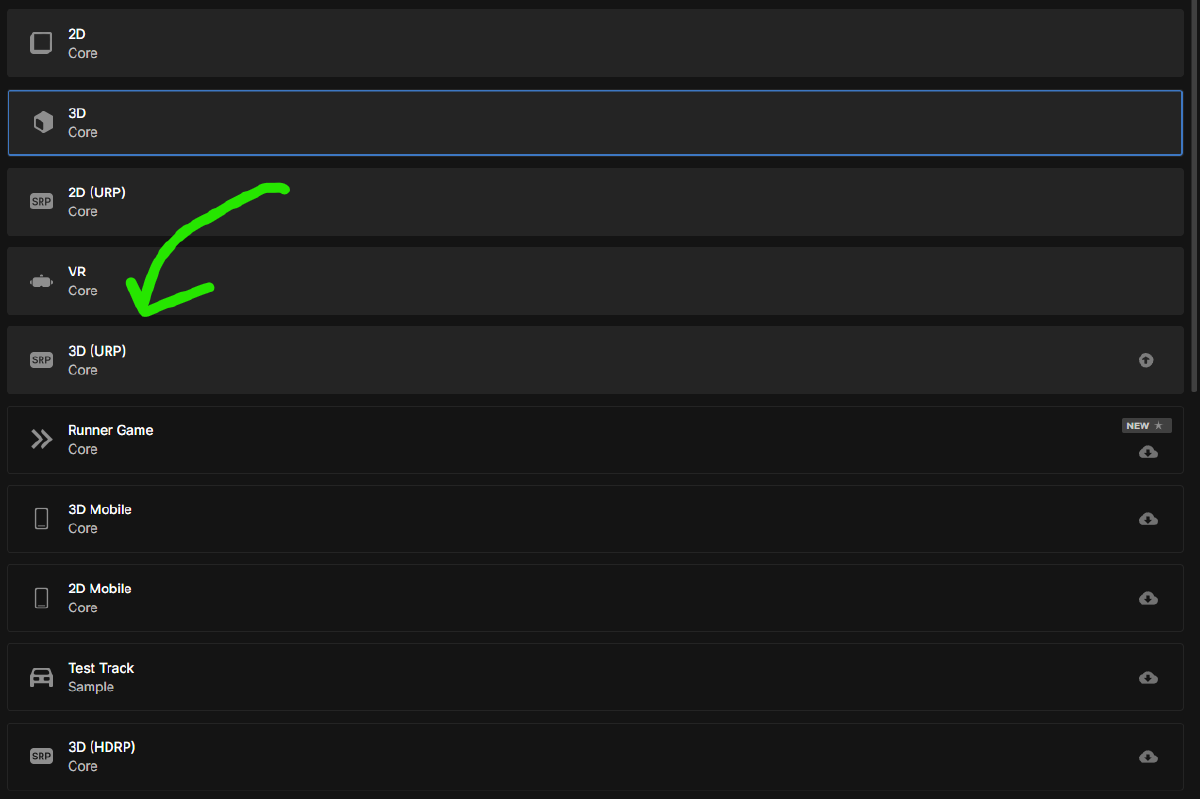 2D
Core
3D
Core
SRP
2D (URP)
Core
VR
Core
SRP
3D (URP)
Core
Runner Game
Core
NEW
3D Mobile
Core
2D Mobile
Core
Test Track
Sample
SRP
3D (HDRP)
Core